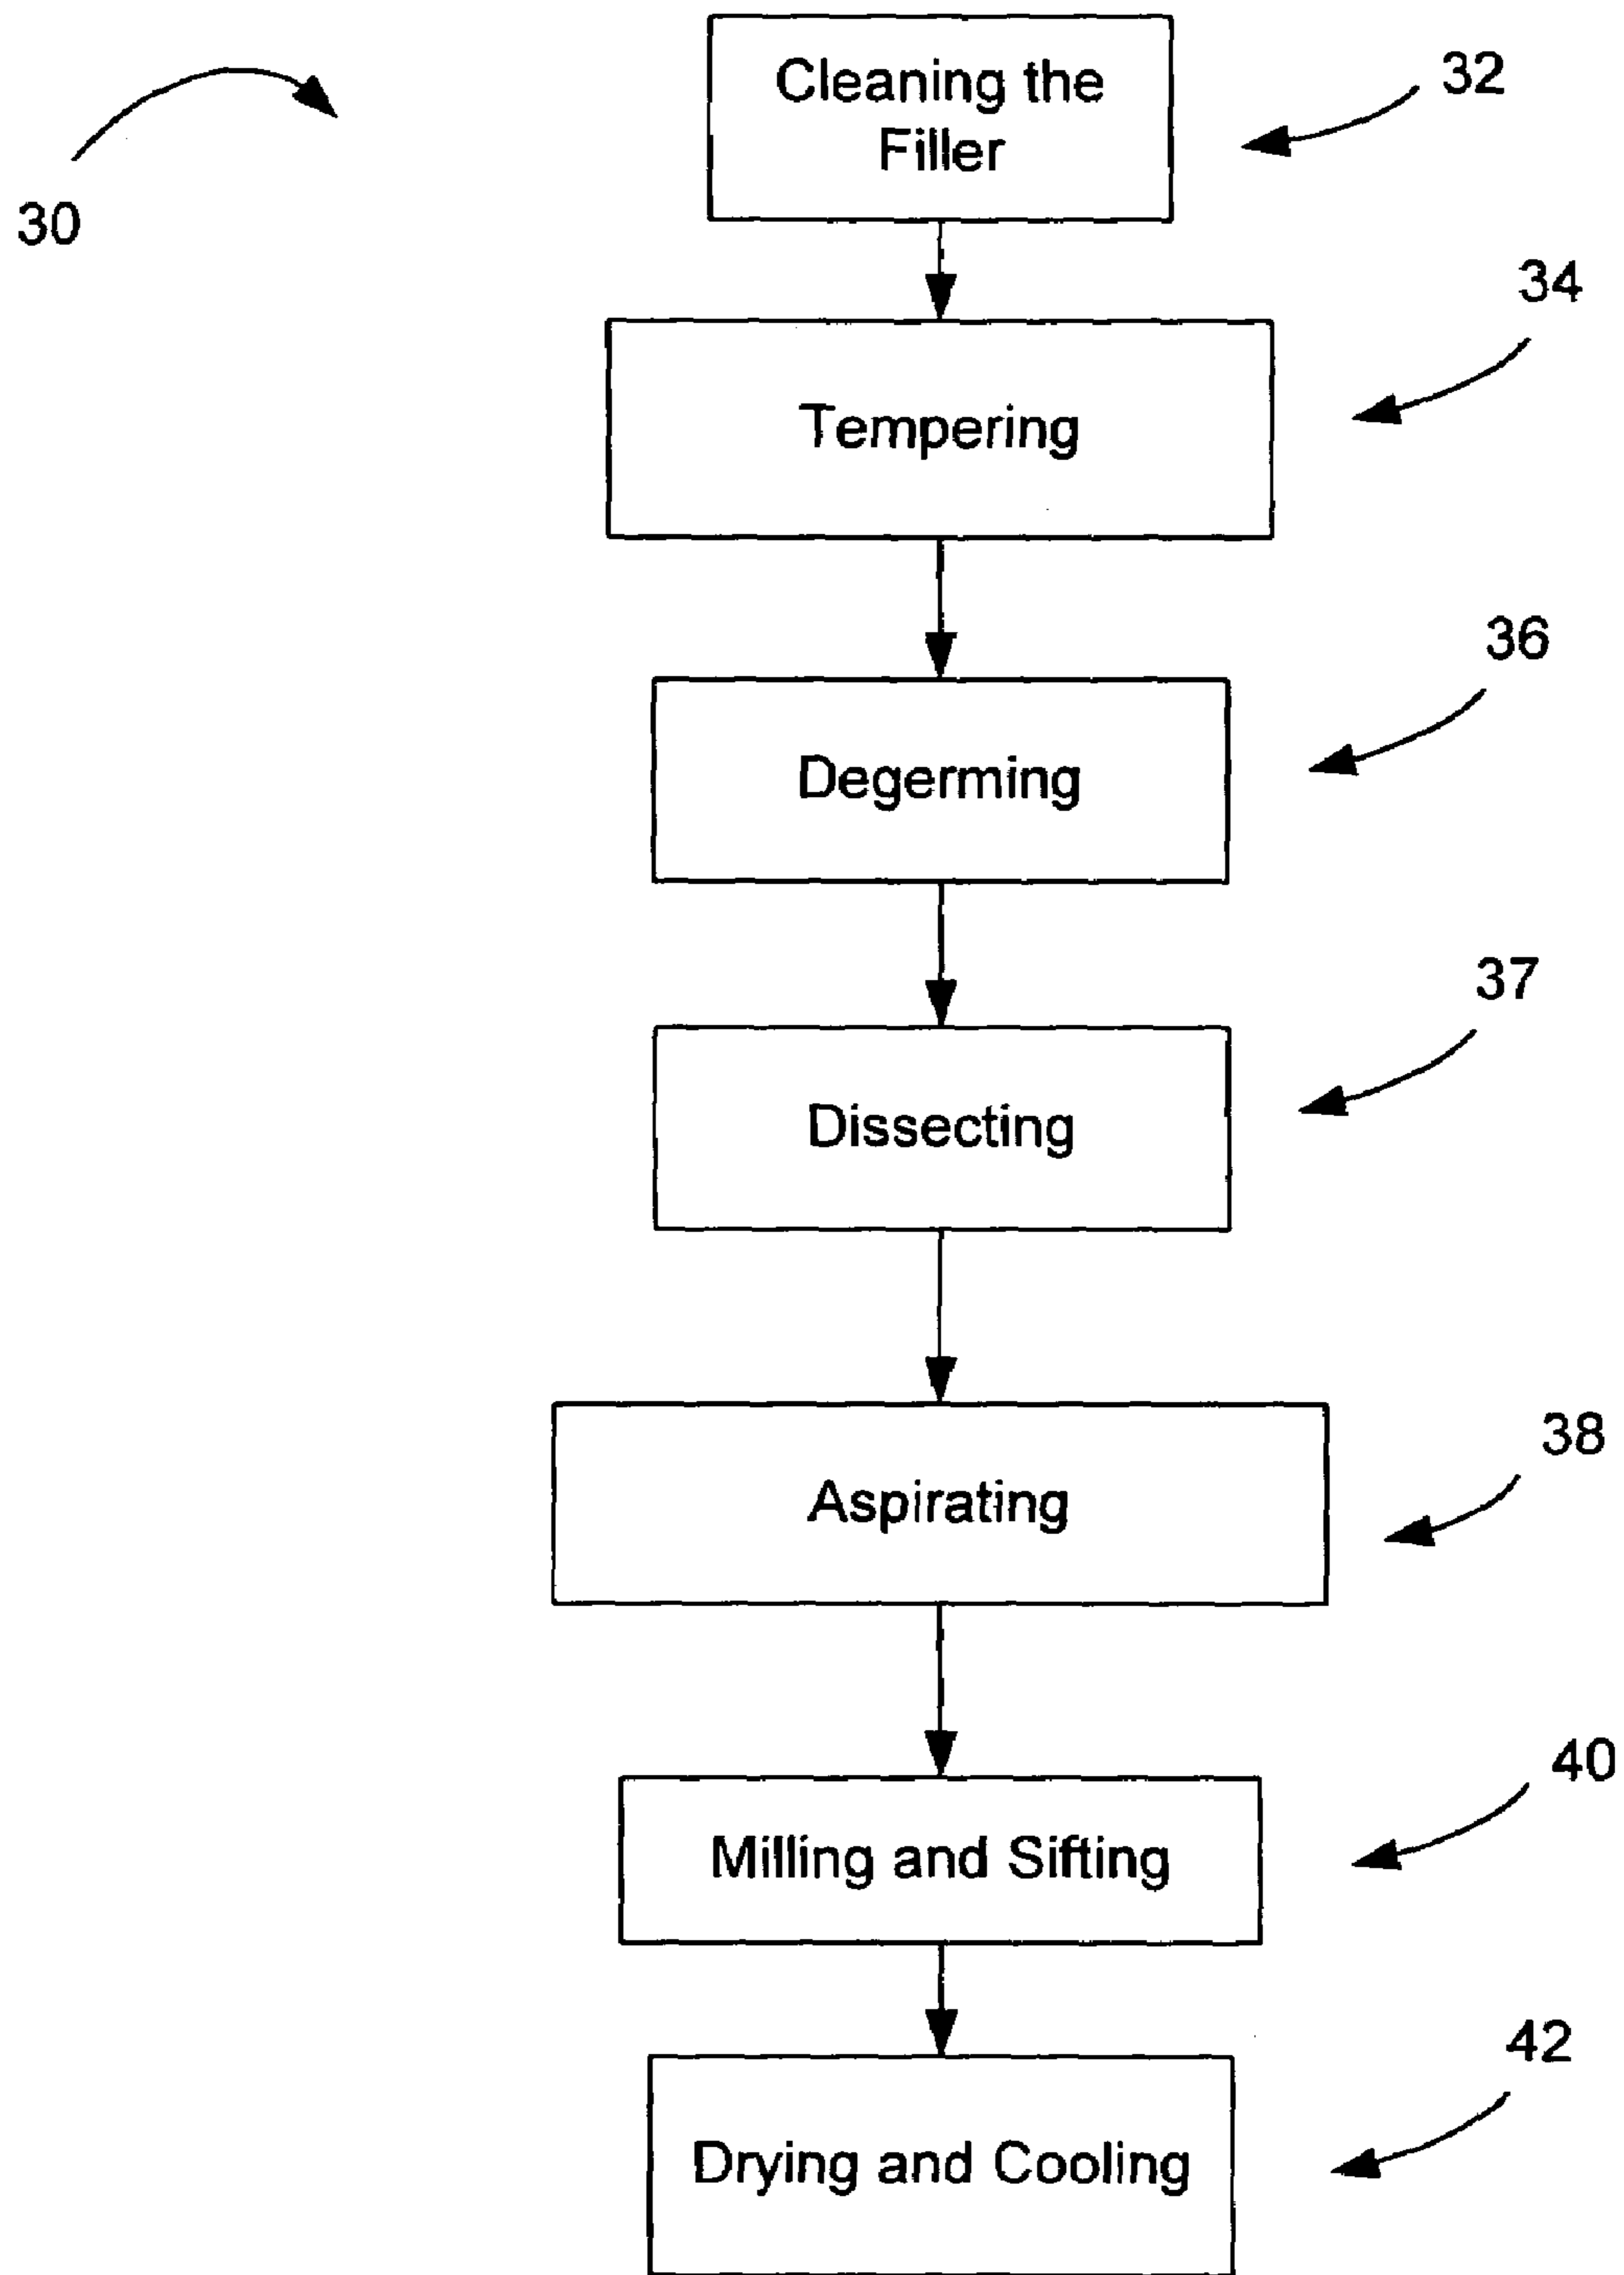 30
Cleaning the
Filler
32
Tempering
34
Degerming
36
Dissecting
37
Aspirating
38
Milling and Sifting
40
Drying and Cooling
42